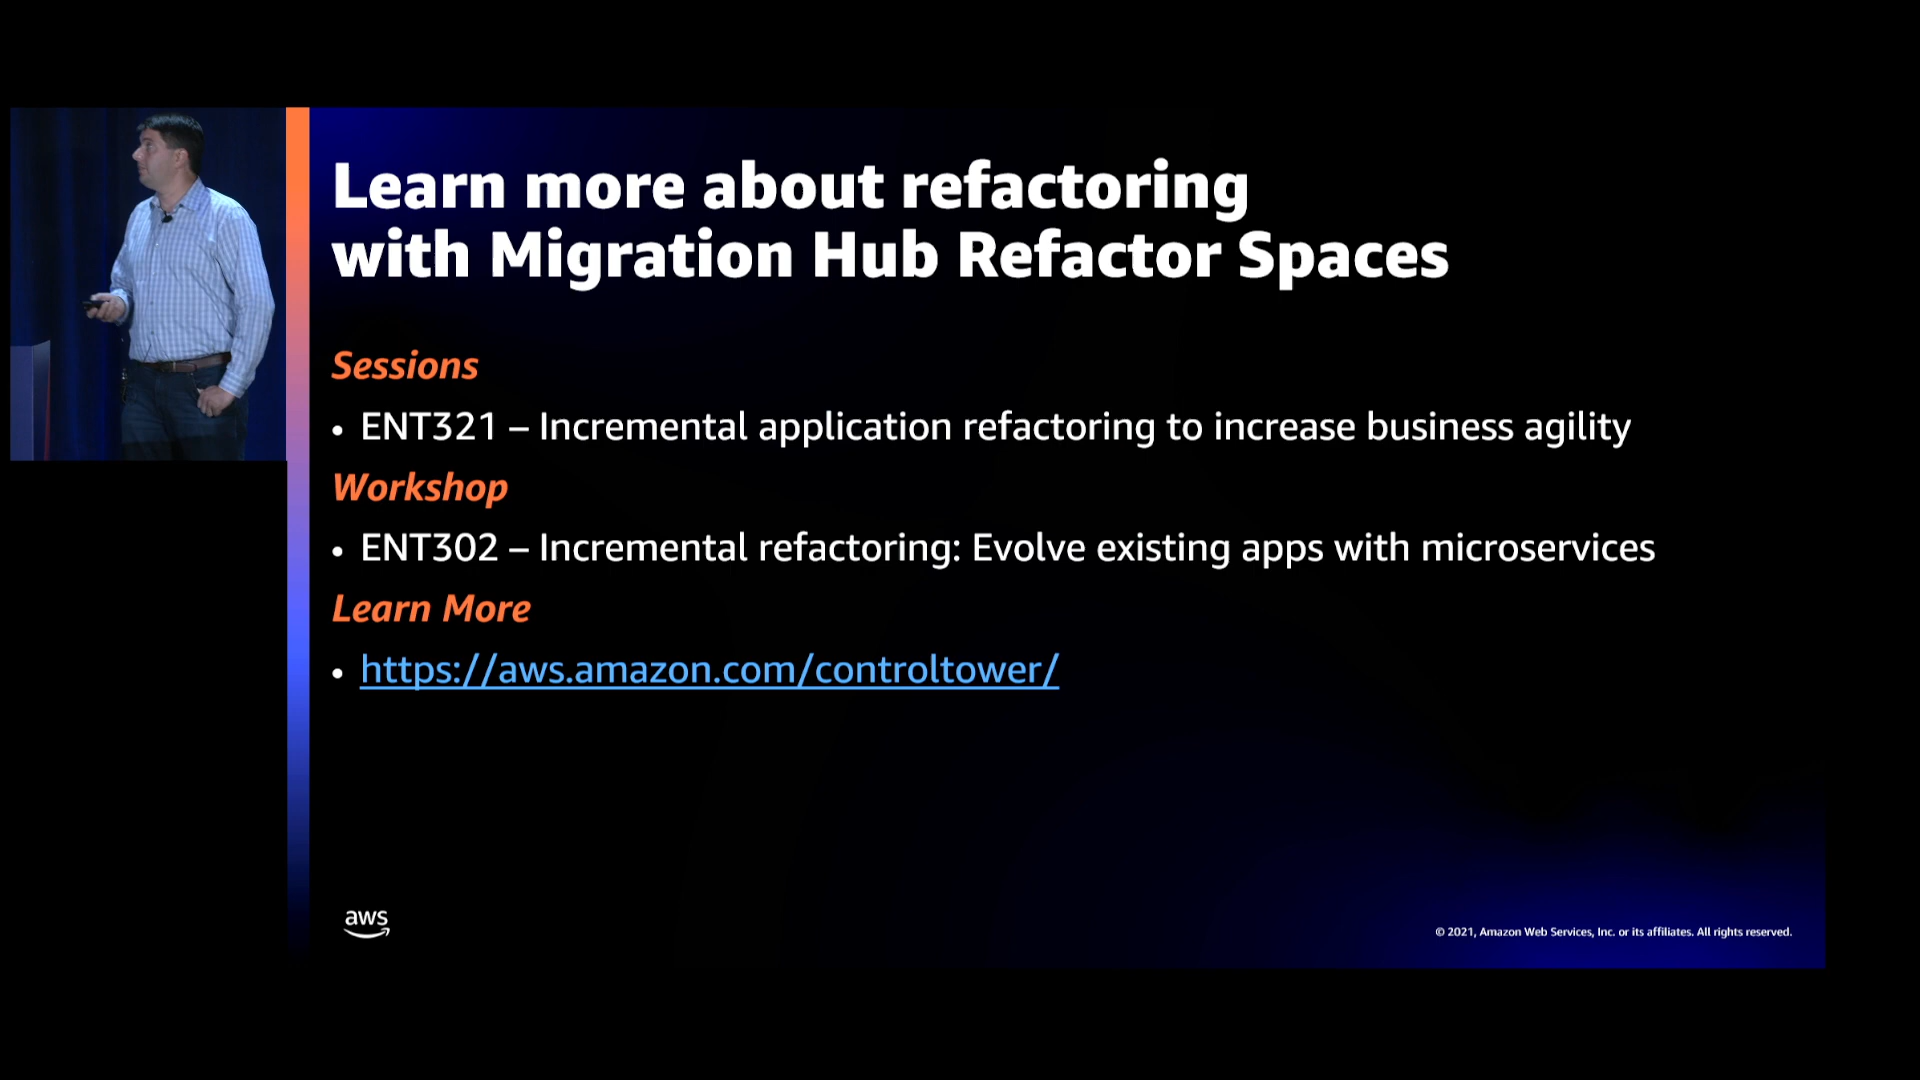 Learn more about refactoring
with Migration Hub Refactor Spaces
Sessions
• ENT321 – Incremental application refactoring to increase business agility
Workshop
• ENT302 – Incremental refactoring: Evolve existing apps with microservices
Learn More
• https://aws.amazon.com/controltower/
aws
© 2021, Amazon Web Services, Inc. or its affiliates. All rights reserved.